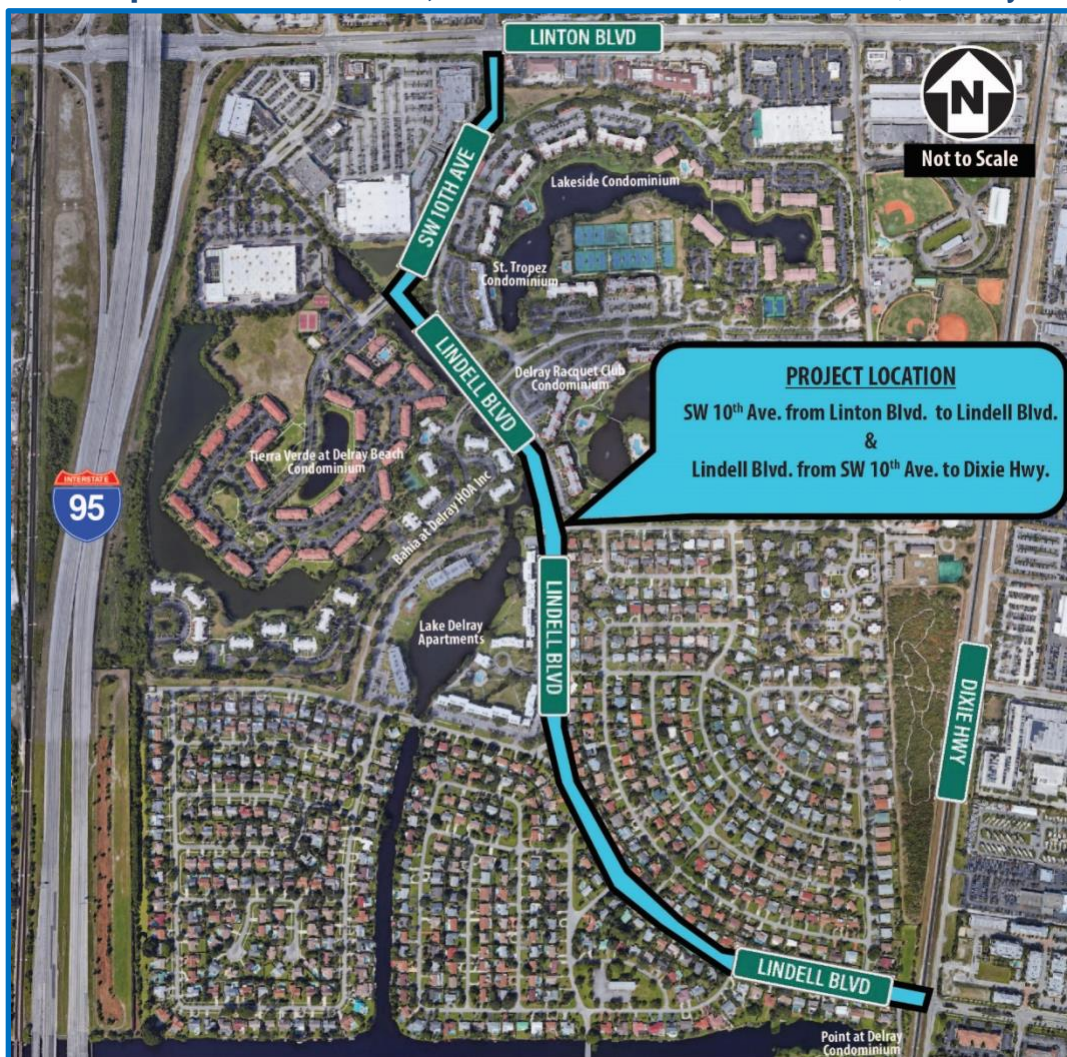 LINTON BLVD
N
Not to Scale
SW 10TH AVE
Lakeside Condominium
St. Tropez
Condominium
LINDELL BLVD
Delray Racquet Club
Condominium
PROJECT LOCATION
SW 10th Ave. from Linton Blvd. to Lindell Blvd.
&
Lindell Blvd. from SW 10th Ave. to Dixie Hwy.
Tierra Verde at Delray Beach
Condominium
INTERSTATE
95
Bahia at Delray HOA Inc
Lake Delray
Apartments
LINDELL BLVD
DIXIE HWY
LINDELL BLVD
Point at Delray
Condominium